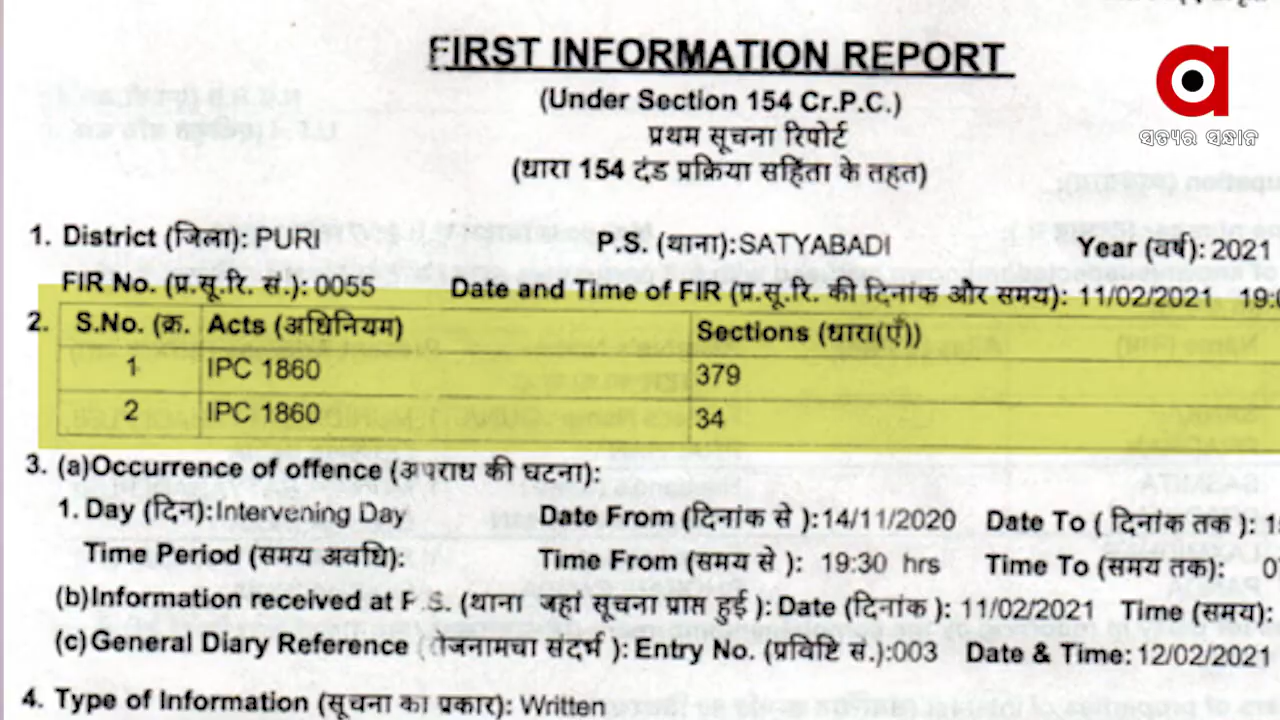 FIRST INFORMATION REPORT
(Under Section 154 Cr.P.C.)
प्रथम सूचना रिपोर्ट
(धारा 154 दंड प्रक्रिया संहिता के तहत)
ସତ୍ୟର ସନ୍ଧାନ
1. District (जिला): PURI P.S. (थाना): SATYABADI Year (वर्ष): 2021
FIR No. (प्र.सू.रि. सं.): 0055 Date and Time of FIR (प्र.सू.रि. की दिनांक और समय): 11/02/2021
2. S.No. (क्र. Acts (अधिनियम) Sections (धारा(एँ))
1 IPC 1860 379
2 IPC 1860 34
3. (a)Occurrence of offence (अपराध की घटना):
1. Day (दिन): Intervening Day Date From (दिनांक से ): 14/11/2020 Date To ( दिनांक तक ):
Time Period (समय अवधि): Time From (समय से ): 19:30 hrs Time To (समय तक):
(b)Information received at P.S. (थाना जहां सूचना प्राप्त हुई ): Date (दिनांक ): 11/02/2021 Time (समय):
(c)General Diary Reference (रोजनामचा संदर्भ ): Entry No. (प्रविष्टि सं.):003 Date & Time: 12/02/2021
4. Type of Information (सूचना का प्रकार): Written